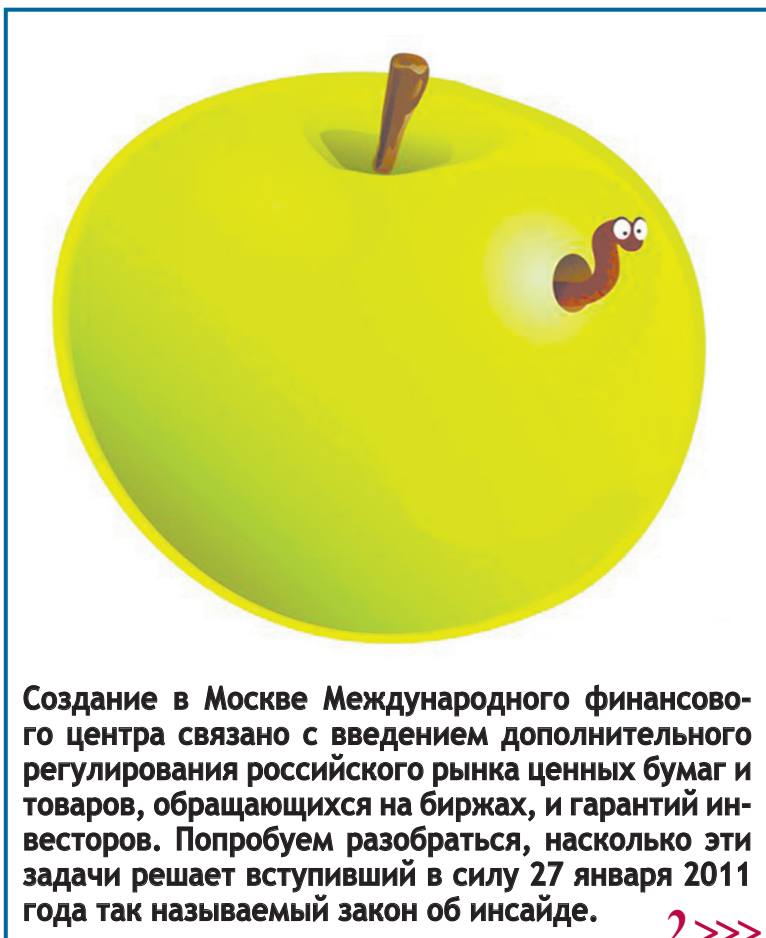 Создание в Москве Международного финансово-
го центра связано с введением дополнительного
регулирования российского рынка ценных бумаг и
товаров, обращающихся на биржах, и гарантий ин-
весторов. Попробуем разобраться, насколько эти
задачи решает вступивший в силу 27 января 2011
года так называемый закон об инсайде.
2 >>>